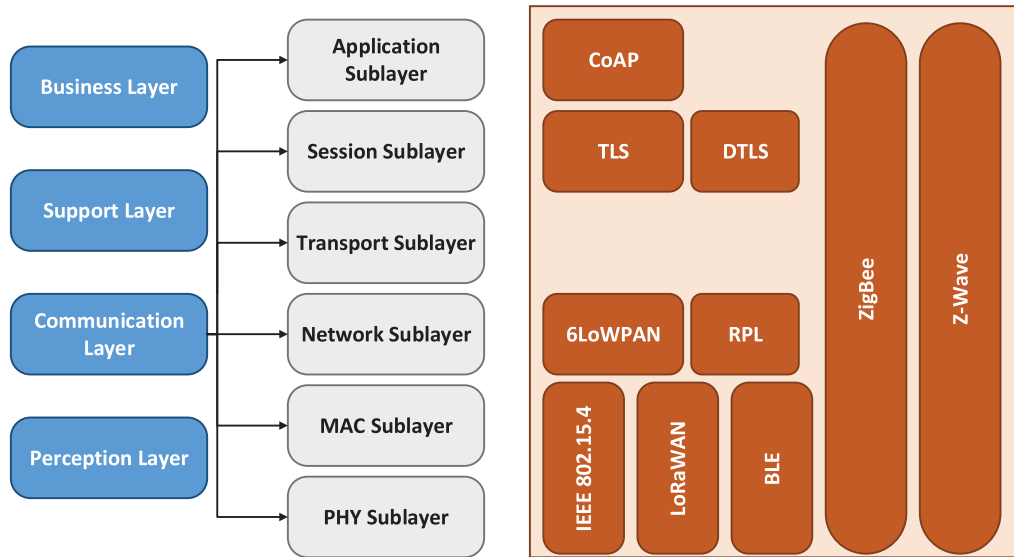 Business Layer
Support Layer
Communication
Layer
Perception Layer
Application
Sublayer
Session Sublayer
Transport Sublayer
Network Sublayer
MAC Sublayer
PHY Sublayer
CoAP
TLS
DTLS
6LoWPAN
RPL
IEEE 802.15.4
LoRaWAN
BLE
ZigBee
Z-Wave